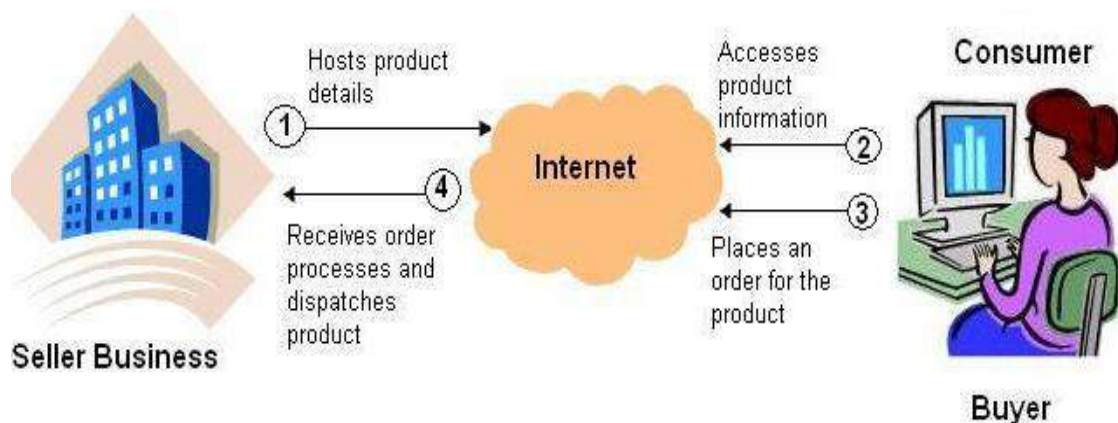 Hosts product
details
1
Receives order
processes and
dispatches
product
4
Seller Business
Internet
Accesses
product
information
2
3
Places an
order for the
product
Consumer
Buyer